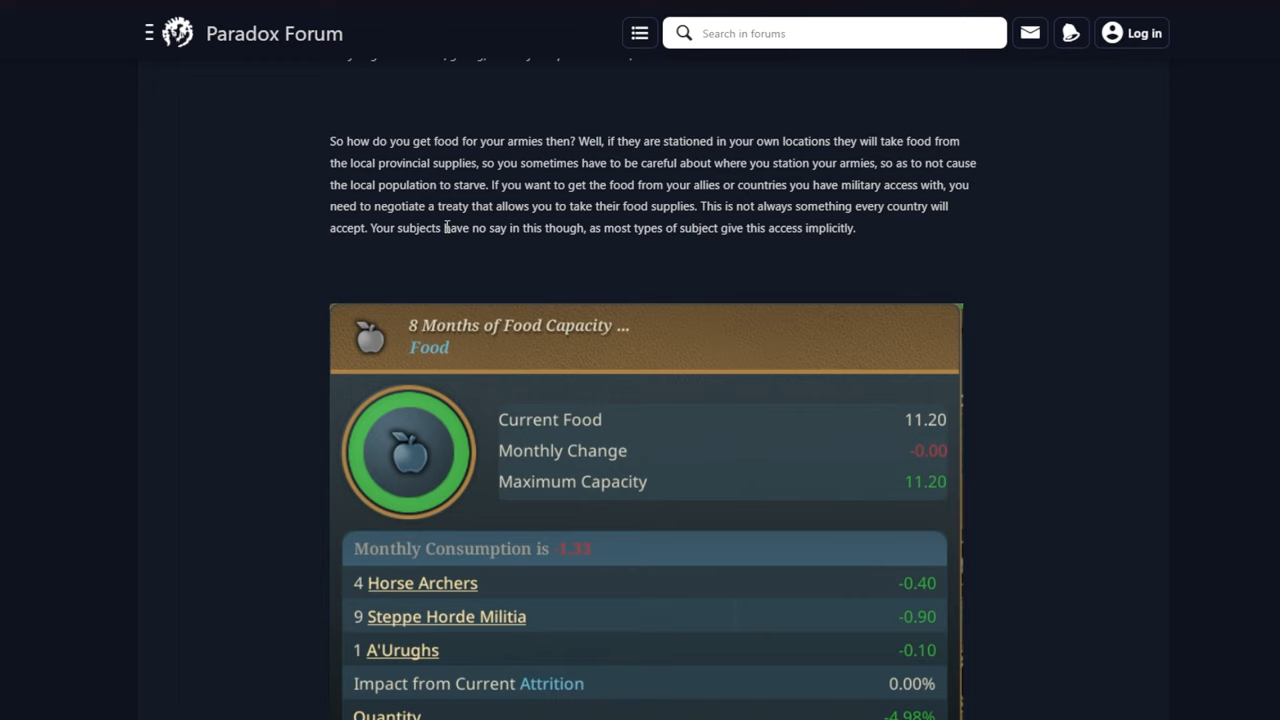 Paradox Forum
Search in forums
Log in
So how do you get food for your armies then? Well, if they are stationed in your own locations they will take food from
the local provincial supplies, so you sometimes have to be careful about where you station your armies, so as to not cause
the local population to starve. If you want to get the food from your allies or countries you have military access with, you
need to negotiate a treaty that allows you to take their food supplies. This is not always something every country will
accept. Your subjects have no say in this though, as most types of subject give this access implicitly.
8 Months of Food Capacity ...
Food
Current Food 11.20
Monthly Change -0.00
Maximum Capacity 11.20
Monthly Consumption is -1.33
4 Horse Archers -0.40
9 Steppe Horde Militia -0.90
1 A'Urughs -0.10
Impact from Current Attrition 0.00%
Quantity -4.98%